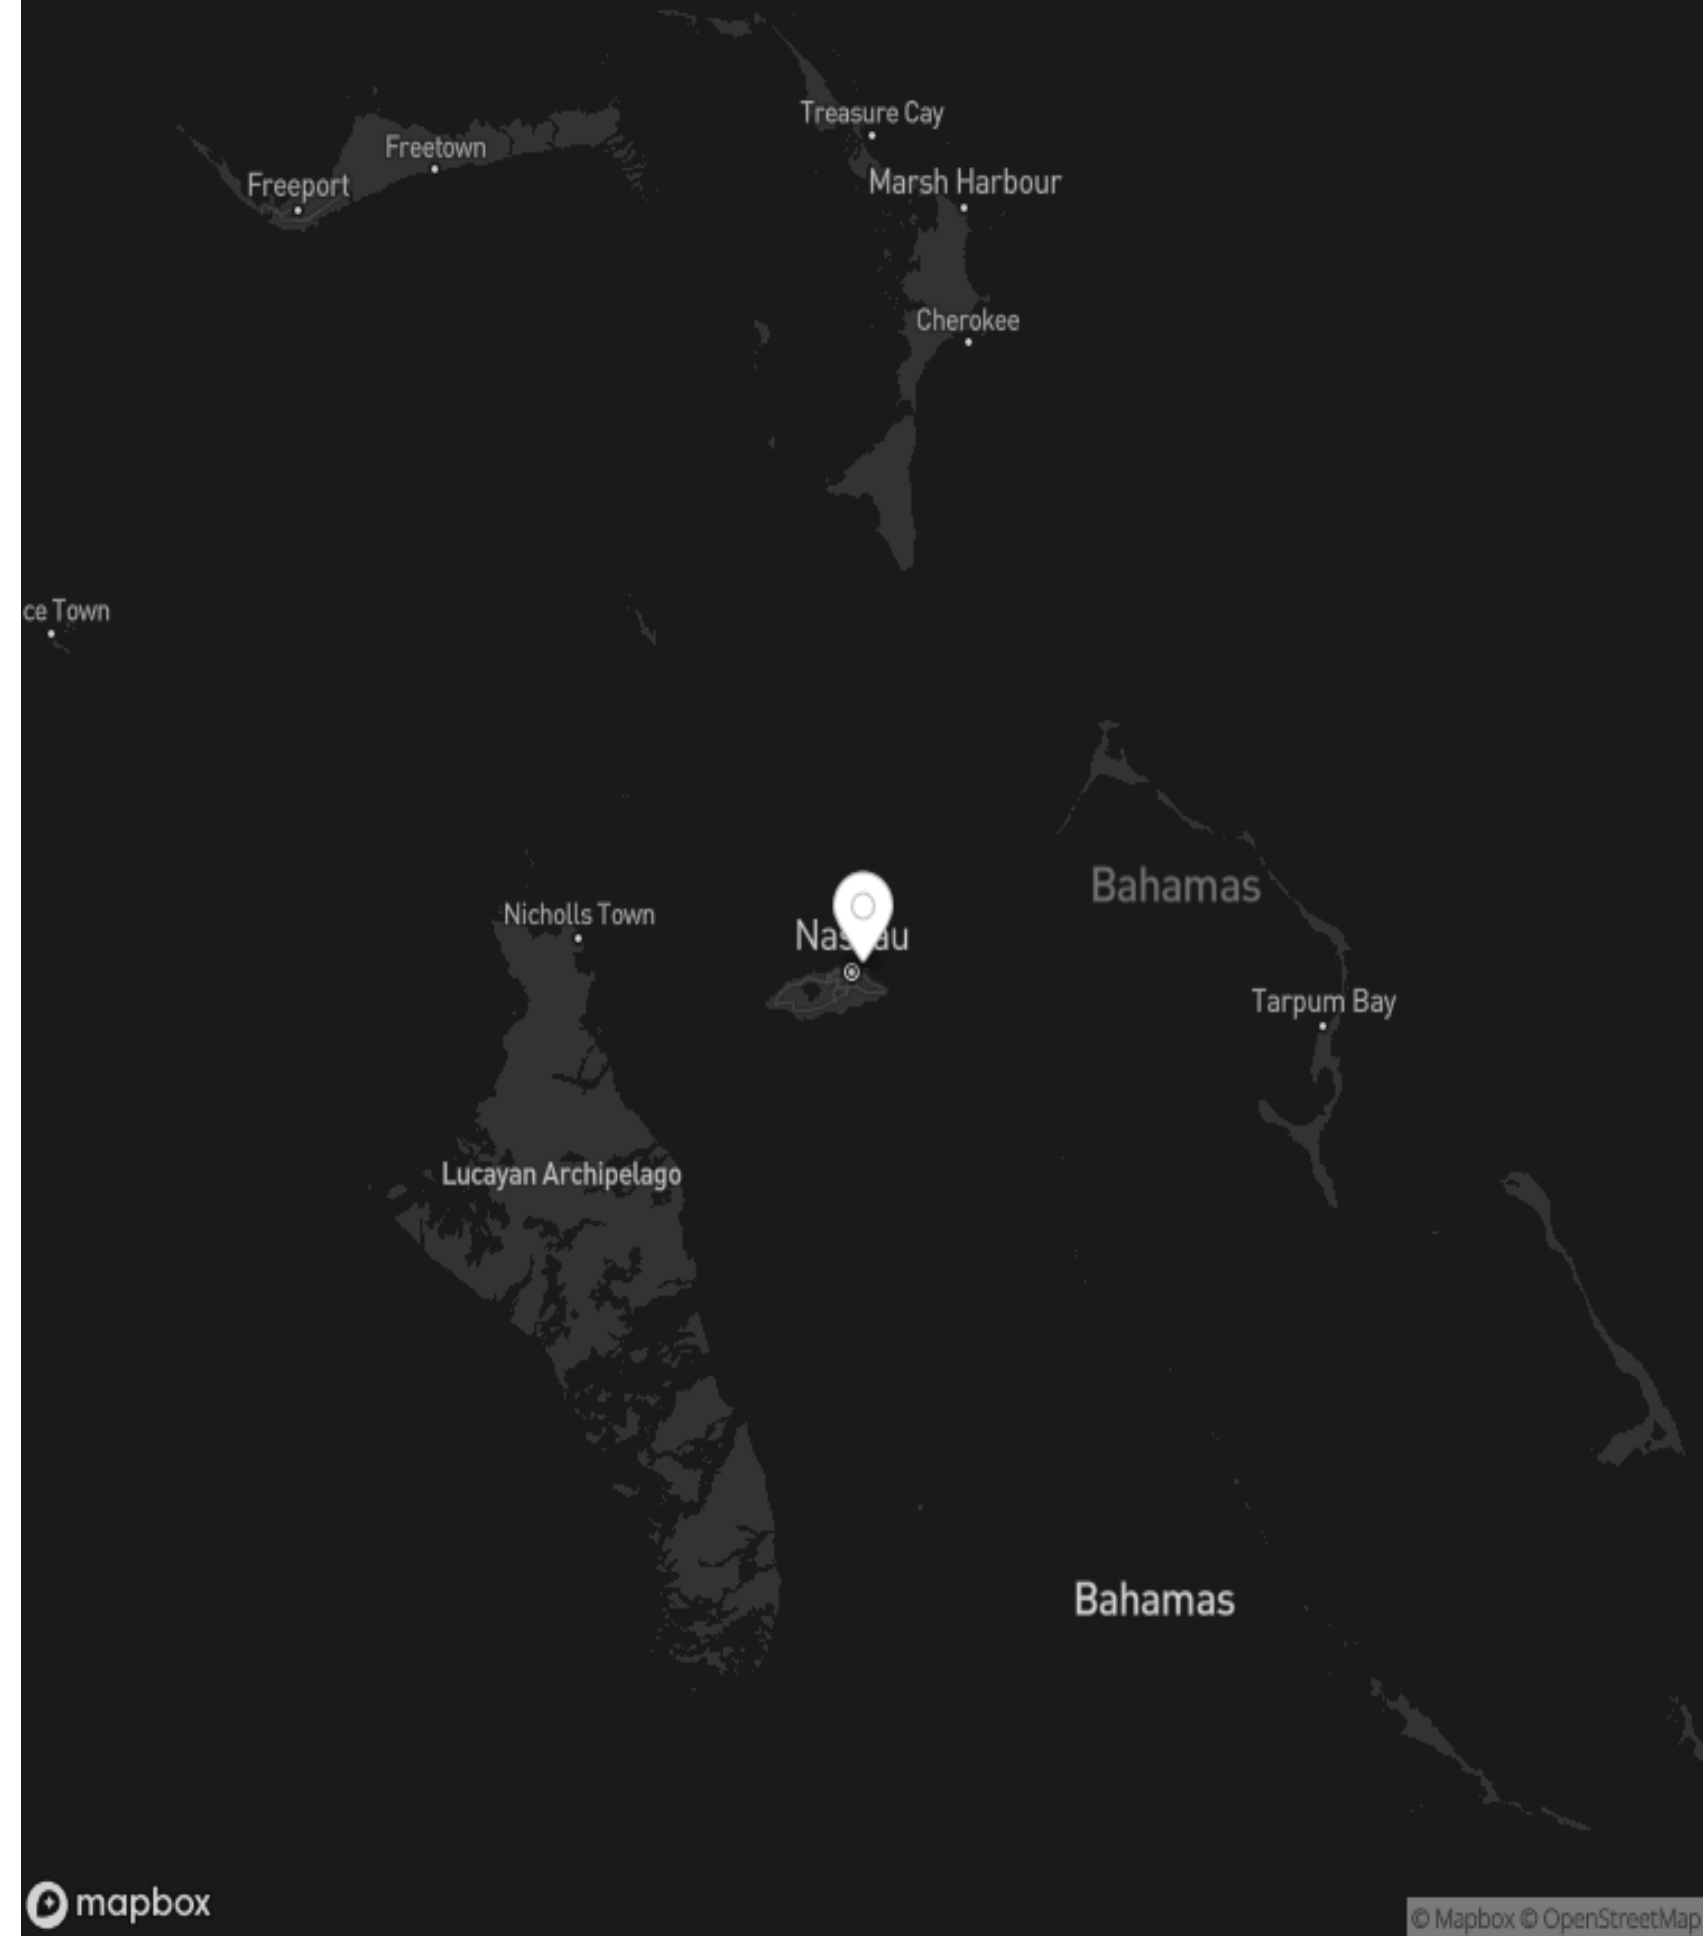 Treasure Cay
Freetown
Marsh Harbour
Freeport
Cherokee
ce Town
Bahamas
Nicholls Town
Tarpum Bay
Lucayan Archipelago
Bahamas
mapbox
© Mapbox © OpenStreetMap